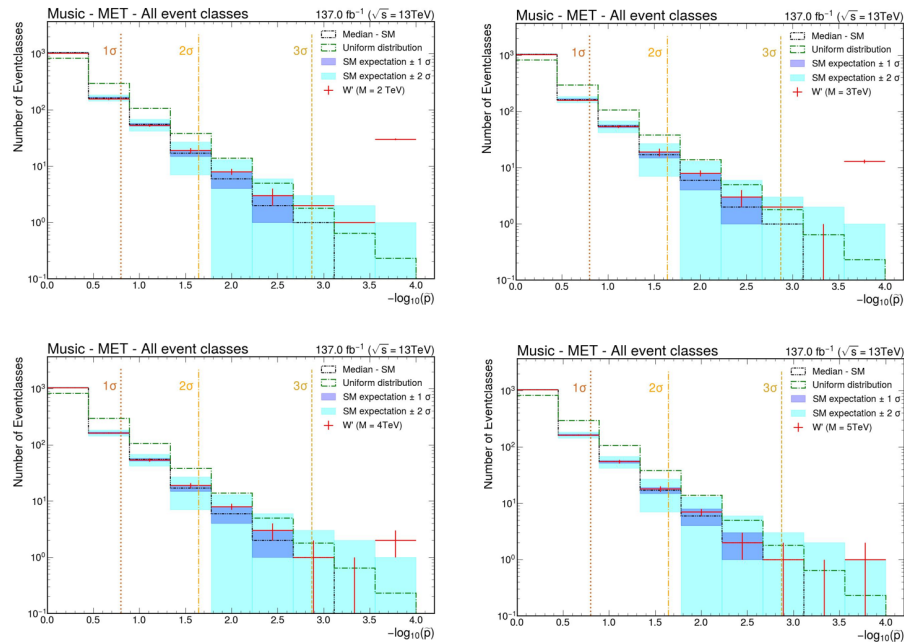 Music - MET - All event classes 137.0 fb⁻¹ (√s = 13TeV)
Number of Eventclasses
10³
10²
10¹
10⁰
10⁻¹
1σ
2σ
3σ
Median - SM
Uniform distribution
SM expectation ± 1 σ
SM expectation ± 2 σ
W' (M = 2 TeV)
0.0 0.5 1.0 1.5 2.0 2.5 3.0 3.5 4.0
−log₁₀(p̃)
Music - MET - All event classes 137.0 fb⁻¹ (√s = 13TeV)
Number of Eventclasses
10³
10²
10¹
10⁰
10⁻¹
1σ
2σ
3σ
Median - SM
Uniform distribution
SM expectation ± 1 σ
SM expectation ± 2 σ
W' (M = 3TeV)
0.0 0.5 1.0 1.5 2.0 2.5 3.0 3.5 4.0
−log₁₀(p̃)
Music - MET - All event classes 137.0 fb⁻¹ (√s = 13TeV)
Number of Eventclasses
10³
10²
10¹
10⁰
10⁻¹
1σ
2σ
3σ
Median - SM
Uniform distribution
SM expectation ± 1 σ
SM expectation ± 2 σ
W' (M = 4TeV)
0.0 0.5 1.0 1.5 2.0 2.5 3.0 3.5 4.0
−log₁₀(p̃)
Music - MET - All event classes 137.0 fb⁻¹ (√s = 13TeV)
Number of Eventclasses
10³
10²
10¹
10⁰
10⁻¹
1σ
2σ
3σ
Median - SM
Uniform distribution
SM expectation ± 1 σ
SM expectation ± 2 σ
W' (M = 5TeV)
0.0 0.5 1.0 1.5 2.0 2.5 3.0 3.5 4.0
−log₁₀(p̃)